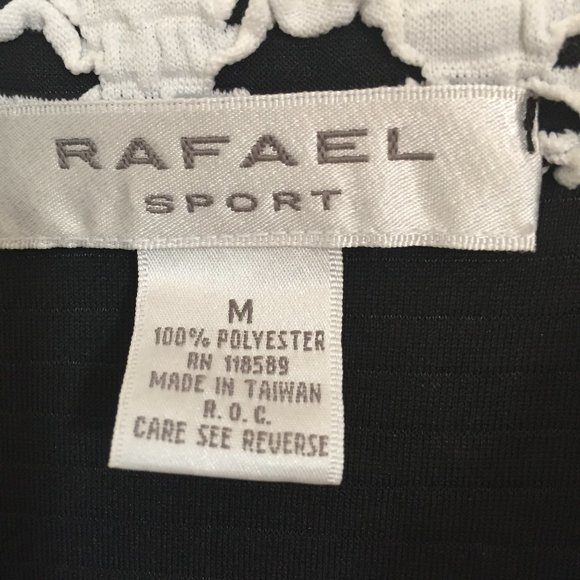 RAFAEL
SPORT
M
100% POLYESTER
RN 118589
MADE IN TAIWAN
R.O.C.
CARE SEE REVERSE